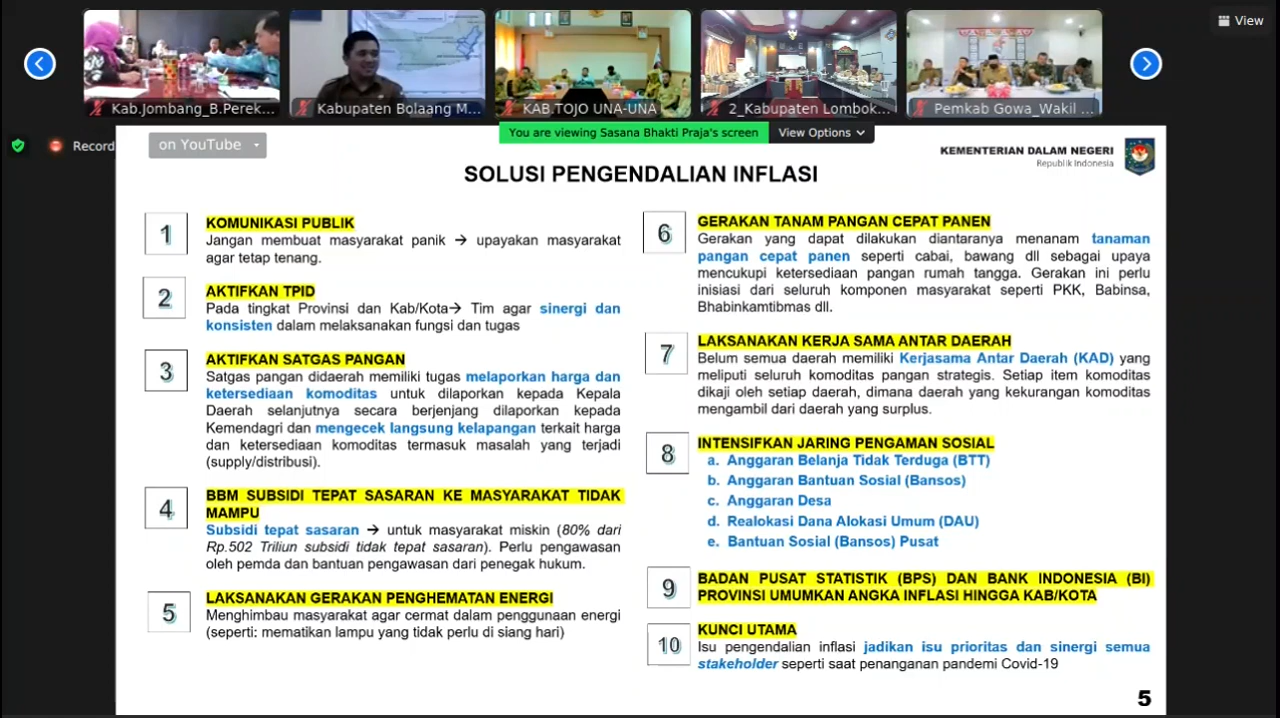 View
Kab.Jombang_B.Perek...
Kabupaten Bolaang M...
KAB.TOJO UNA-UNA
2_Kabupaten Lombok...
Pemkab Gowa_Wakil ...
You are viewing Sasana Bhakti Praja's screen
View Options
Record
on YouTube
KEMENTERIAN DALAM NEGERI
Republik Indonesia
SOLUSI PENGENDALIAN INFLASI
1
KOMUNIKASI PUBLIK
Jangan membuat masyarakat panik → upayakan masyarakat
agar tetap tenang.
2
AKTIFKAN TPID
Pada tingkat Provinsi dan Kab/Kota→ Tim agar sinergi dan
konsisten dalam melaksanakan fungsi dan tugas
3
AKTIFKAN SATGAS PANGAN
Satgas pangan didaerah memiliki tugas melaporkan harga dan
ketersediaan komoditas untuk dilaporkan kepada Kepala
Daerah selanjutnya secara berjenjang dilaporkan kepada
Kemendagri dan mengecek langsung kelapangan terkait harga
dan ketersediaan komoditas termasuk masalah yang terjadi
(supply/distribusi).
4
BBM SUBSIDI TEPAT SASARAN KE MASYARAKAT TIDAK
MAMPU
Subsidi tepat sasaran → untuk masyarakat miskin (80% dari
Rp.502 Triliun subsidi tidak tepat sasaran). Perlu pengawasan
oleh pemda dan bantuan pengawasan dari penegak hukum.
5
LAKSANAKAN GERAKAN PENGHEMATAN ENERGI
Menghimbau masyarakat agar cermat dalam penggunaan energi
(seperti: mematikan lampu yang tidak perlu di siang hari)
6
GERAKAN TANAM PANGAN CEPAT PANEN
Gerakan yang dapat dilakukan diantaranya menanam tanaman
pangan cepat panen seperti cabai, bawang dll sebagai upaya
mencukupi ketersediaan pangan rumah tangga. Gerakan ini perlu
inisiasi dari seluruh komponen masyarakat seperti PKK, Babinsa,
Bhabinkamtibmas dll.
7
LAKSANAKAN KERJA SAMA ANTAR DAERAH
Belum semua daerah memiliki Kerjasama Antar Daerah (KAD) yang
meliputi seluruh komoditas pangan strategis. Setiap item komoditas
dikaji oleh setiap daerah, dimana daerah yang kekurangan komoditas
mengambil dari daerah yang surplus.
8
INTENSIFKAN JARING PENGAMAN SOSIAL
a. Anggaran Belanja Tidak Terduga (BTT)
b. Anggaran Bantuan Sosial (Bansos)
c. Anggaran Desa
d. Realokasi Dana Alokasi Umum (DAU)
e. Bantuan Sosial (Bansos) Pusat
9
BADAN PUSAT STATISTIK (BPS) DAN BANK INDONESIA (BI)
PROVINSI UMUMKAN ANGKA INFLASI HINGGA KAB/KOTA
10
KUNCI UTAMA
Isu pengendalian inflasi jadikan isu prioritas dan sinergi semua
stakeholder seperti saat penanganan pandemi Covid-19
5